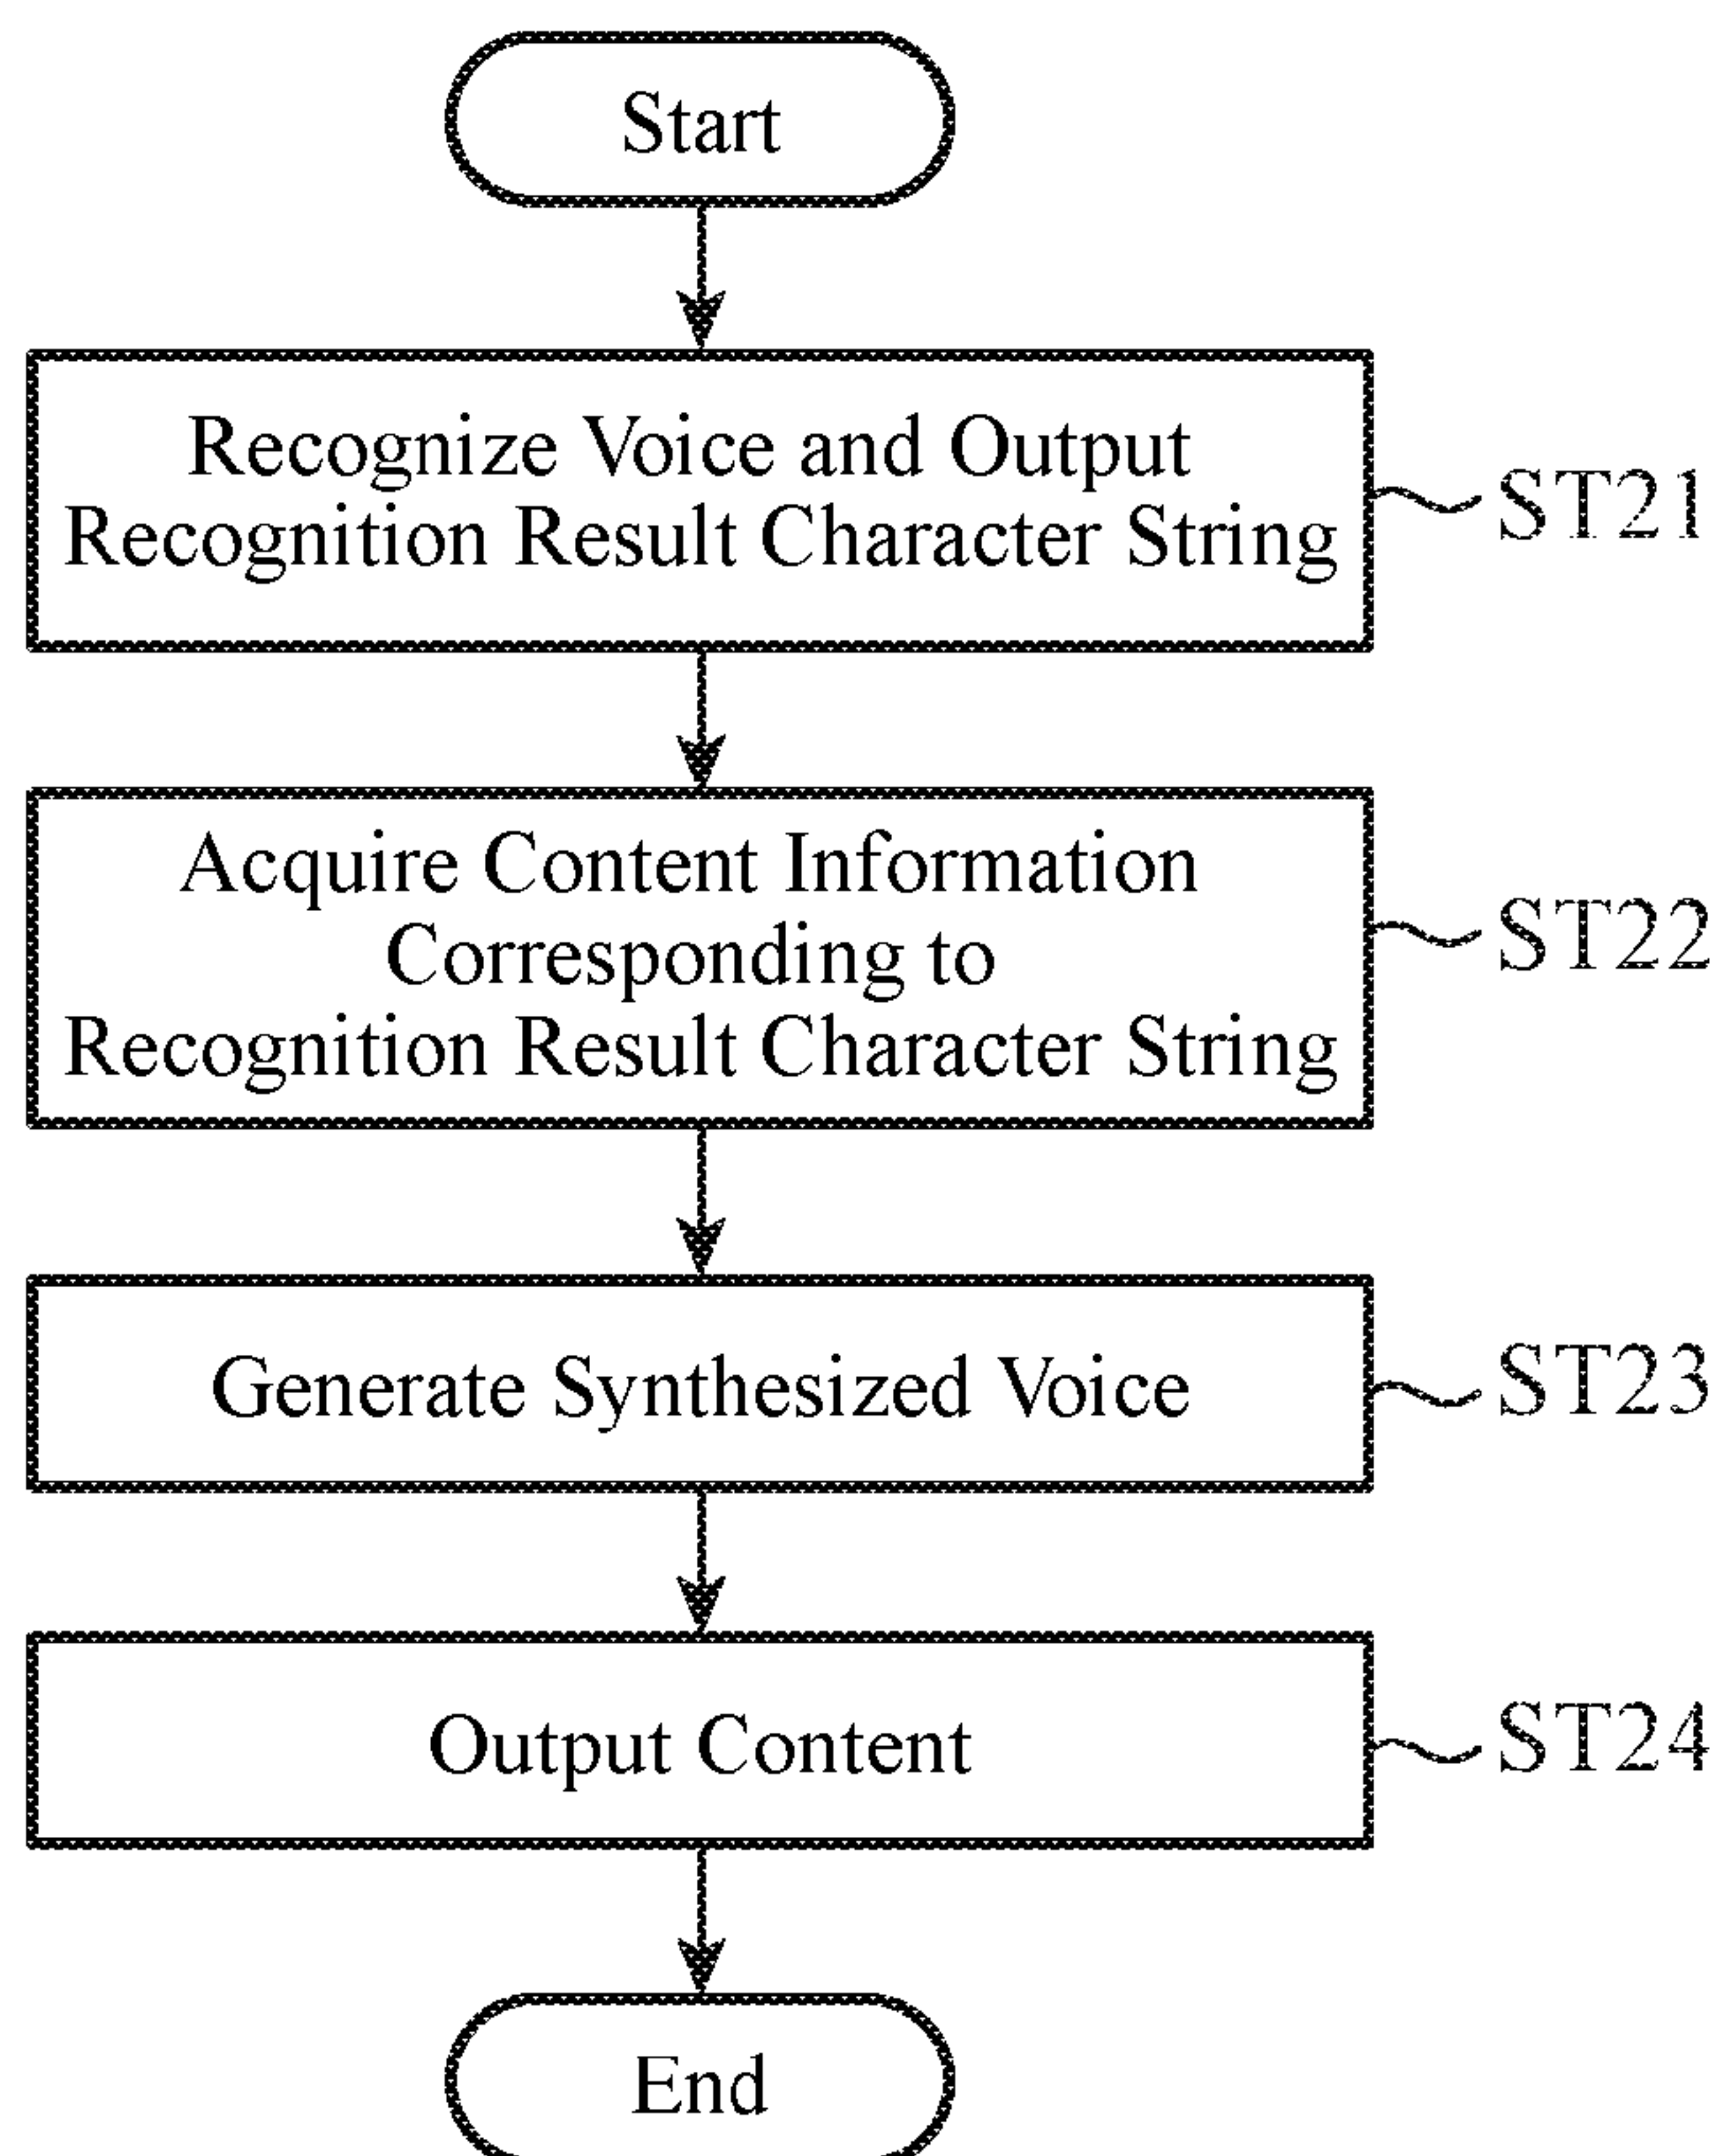 Start
Recognize Voice and Output
Recognition Result Character String
ST21
Acquire Content Information
Corresponding to
Recognition Result Character String
ST22
Generate Synthesized Voice
ST23
Output Content
ST24
End